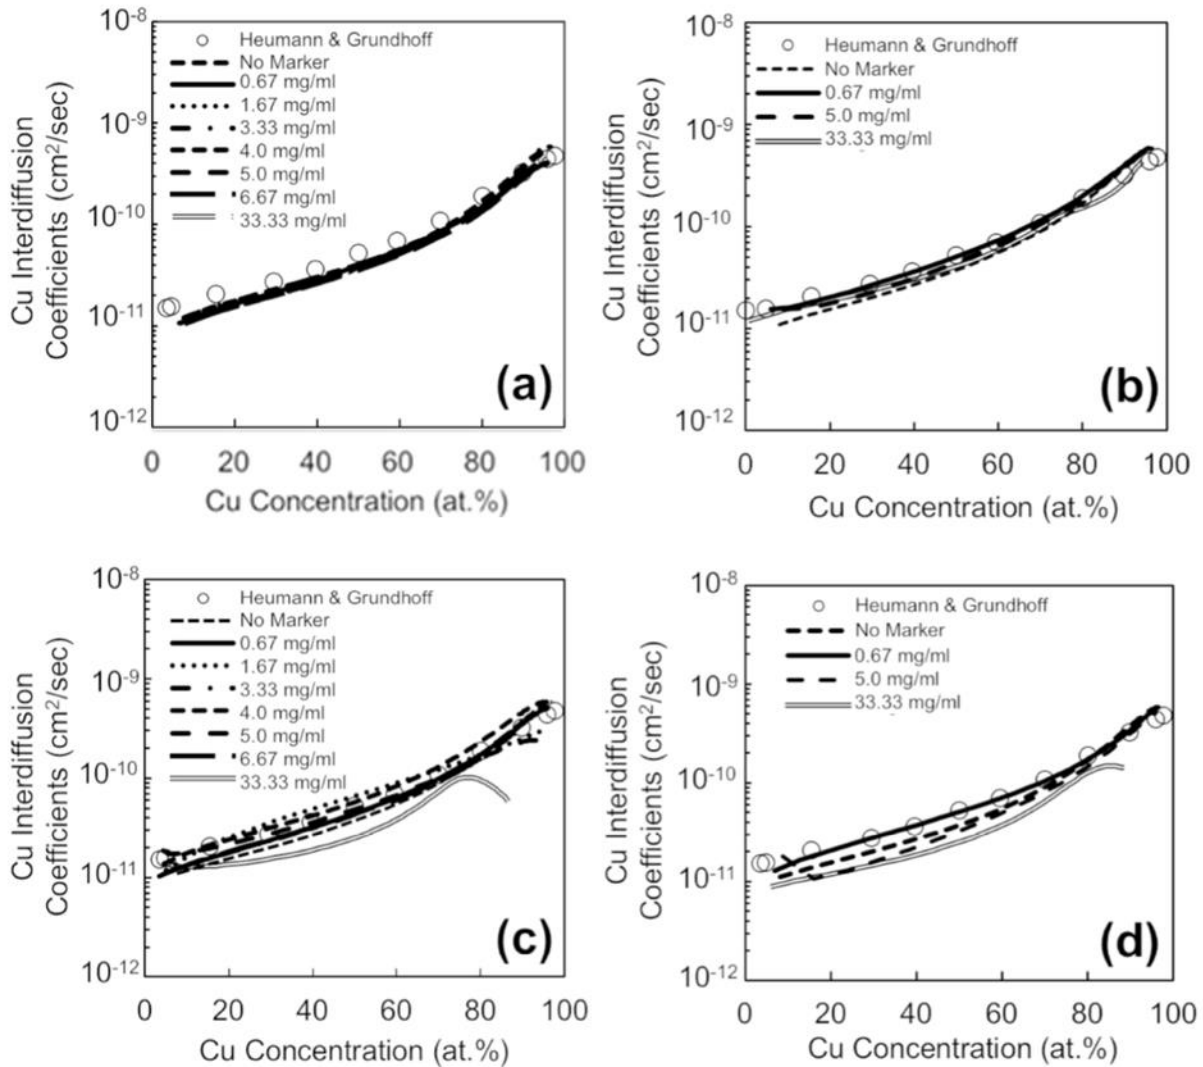 10-8
10-9
10-10
10-11
10-12
Cu Interdiffusion
Coefficients (cm2/sec)
Heumann & Grundhoff
No Marker
0.67 mg/ml
1.67 mg/ml
3.33 mg/ml
4.0 mg/ml
5.0 mg/ml
6.67 mg/ml
33.33 mg/ml
(a)
0 20 40 60 80 100
Cu Concentration (at.%)
10-8
10-9
10-10
10-11
10-12
Cu Interdiffusion
Coefficients (cm2/sec)
Heumann & Grundhoff
No Marker
0.67 mg/ml
5.0 mg/ml
33.33 mg/ml
(b)
0 20 40 60 80 100
Cu Concentration (at.%)
10-8
10-9
10-10
10-11
10-12
Cu Interdiffusion
Coefficients (cm2/sec)
Heumann & Grundhoff
No Marker
0.67 mg/ml
1.67 mg/ml
3.33 mg/ml
4.0 mg/ml
5.0 mg/ml
6.67 mg/ml
33.33 mg/ml
(c)
0 20 40 60 80 100
Cu Concentration (at.%)
10-8
10-9
10-10
10-11
10-12
Cu Interdiffusion
Coefficients (cm2/sec)
Heumann & Grundhoff
No Marker
0.67 mg/ml
5.0 mg/ml
33.33 mg/ml
(d)
0 20 40 60 80 100
Cu Concentration (at.%)